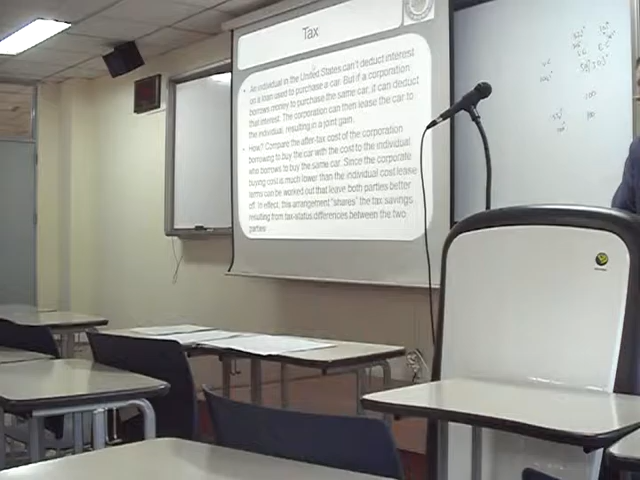 Tax
• An individual in the United States can't deduct interest
on a loan used to purchase a car. But if a corporation
borrows money to purchase the same car, it can deduct
that interest. The corporation can then lease the car to
the individual, resulting in a joint gain.
• How? Compare the after-tax cost of the corporation
borrowing to buy the car with the cost to the individual
who borrows to buy the same car. Since the corporate
buying cost is much lower than the individual cost lease
terms can be worked out that leave both parties better
off. In effect, this arrangement "shares" the tax savings
resulting from tax-status differences between the two
parties